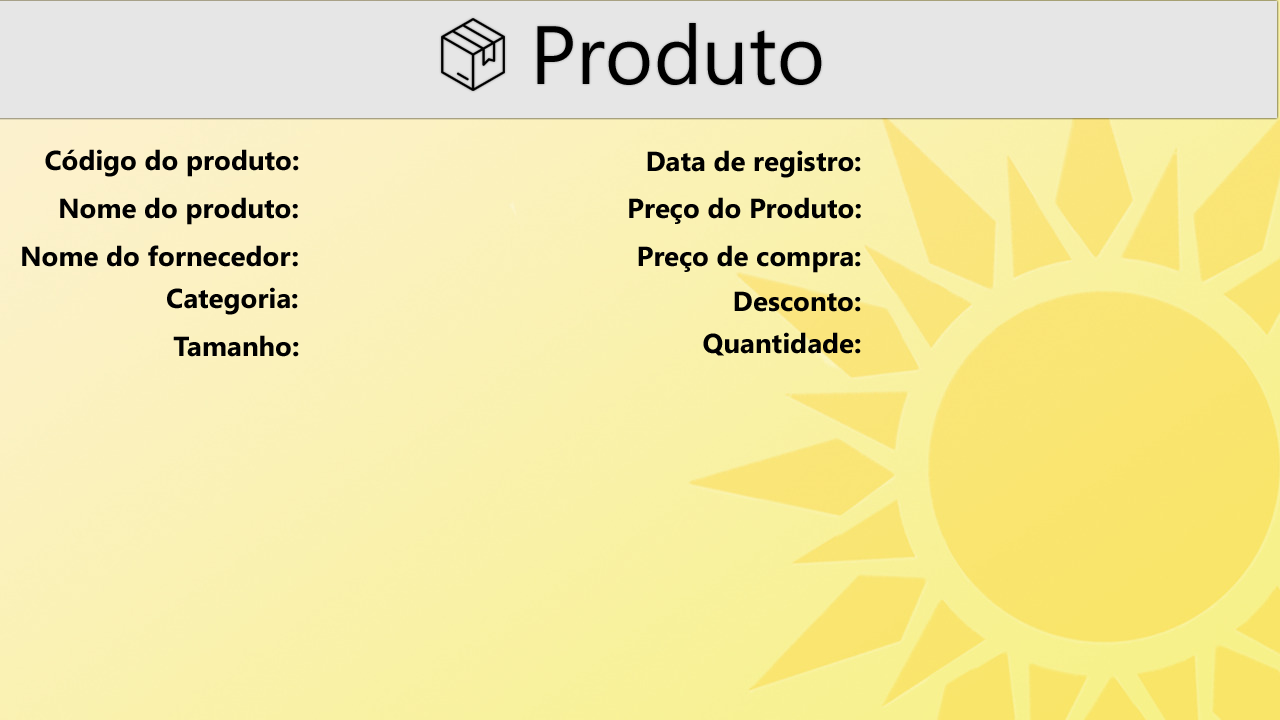 Produto
Código do produto:
Nome do produto:
Nome do fornecedor:
Categoria:
Tamanho:
Data de registro:
Preço do Produto:
Preço de compra:
Desconto:
Quantidade: